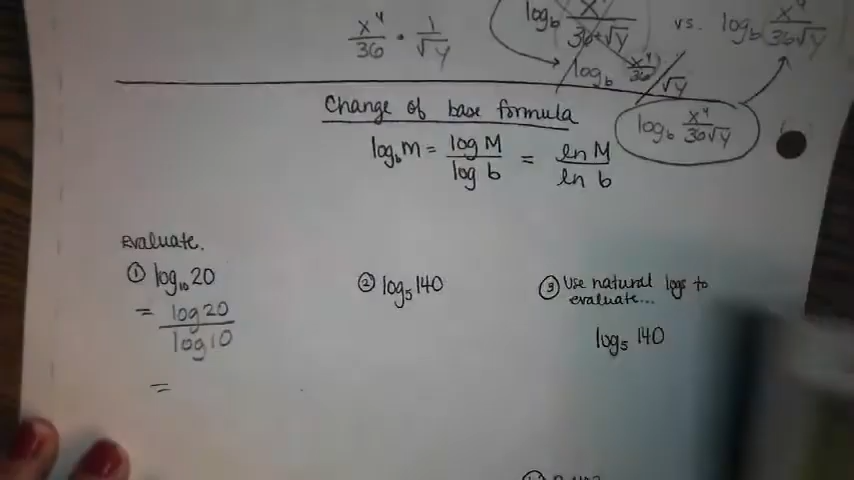 x⁴/36 · 1/√y
log_b x⁴/(36·√y) vs. log_b x⁴/(36√y)
log_b (x⁴/36)/√y
log_b x⁴/(36√y)
Change of base formula
log_b M = log M/log b = ln M/ln b
Evaluate.
① log₁₀ 20
= log 20/log 10
=
② log₅ 140
③ Use natural logs to
evaluate...
log₅ 140